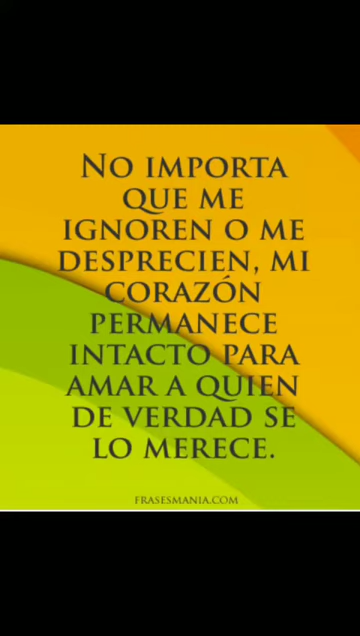 No importa
que me
ignoren o me
desprecien, mi
corazón
permanece
intacto para
amar a quien
de verdad se
lo merece.
frasesmania.com